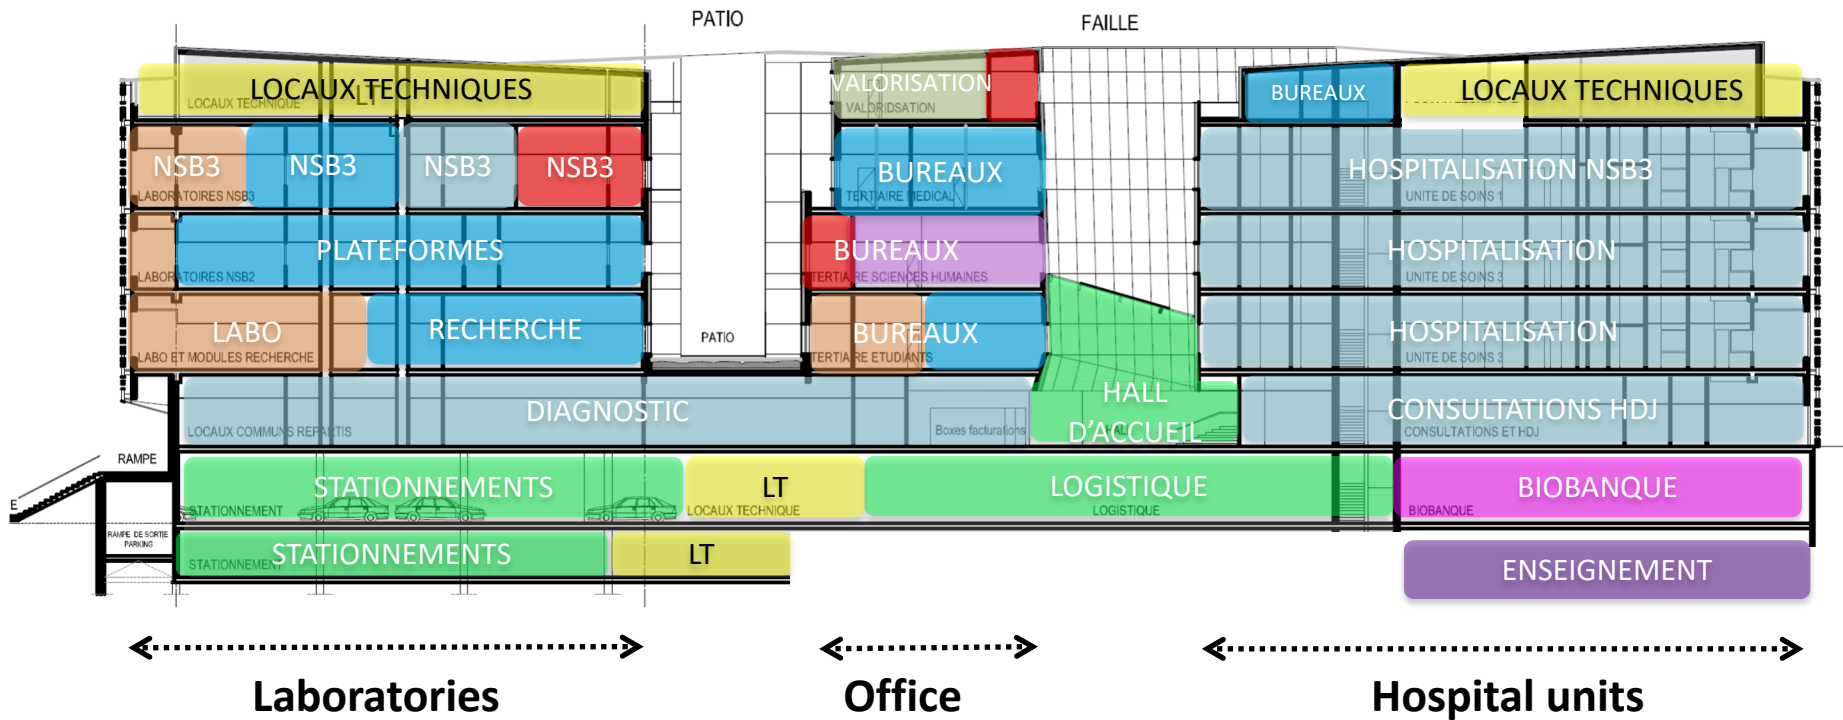 PATIO
FAILLE
LOCAUX TECHNIQUES
LT
LOCAUX TECHNIQUE
VALORISATION
VALORIDSATION
BUREAUX
LOCAUX TECHNIQUES
NSB3
NSB3
NSB3
NSB3
LABORATOIRES NSB3
BUREAUX
TERTIAIRE MEDICAL
HOSPITALISATION NSB3
UNITE DE SOINS 1
PLATEFORMES
LABORATOIRES NSB2
BUREAUX
TERTIAIRE SCIENCES HUMAINES
HOSPITALISATION
UNITE DE SOINS 3
LABO
RECHERCHE
LABO ET MODULES RECHERCHE
PATIO
BUREAUX
TERTIAIRE ETUDIANTS
HOSPITALISATION
UNITE DE SOINS 3
DIAGNOSTIC
LOCAUX COMMUNS REPARTIS
Boxes facturations
HALL
D'ACCUEIL
HALL
CONSULTATIONS HDJ
CONSULTATIONS ET HDJ
RAMPE
E
STATIONNEMENTS
STATIONNEMENT
LT
LOCAUX TECHNIQUE
LOGISTIQUE
LOGISTIQUE
BIOBANQUE
BIOBANQUE
RAMPE DE SORTIE
PARKING
STATIONNEMENTS
STATIONNEMENT
LT
ENSEIGNEMENT
Laboratories
Office
Hospital units